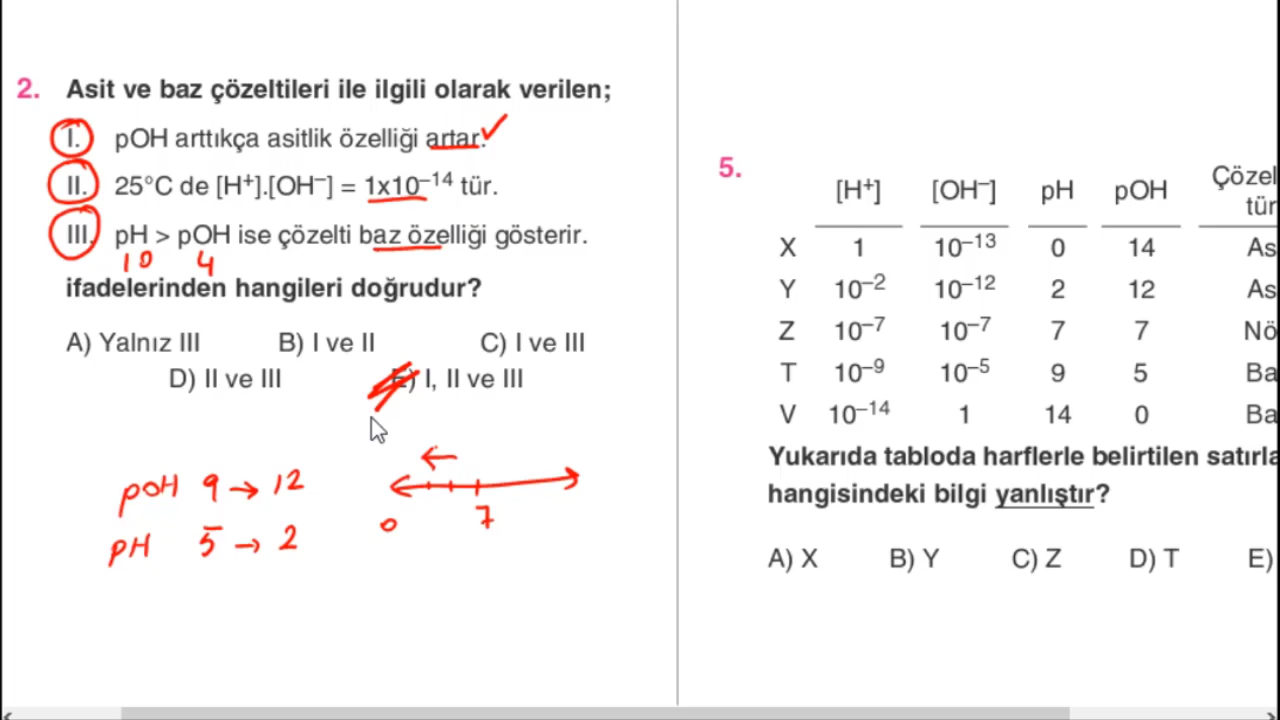 2. Asit ve baz çözeltileri ile ilgili olarak verilen;
I. pOH arttıkça asitlik özelliği artar.
II. 25°C de [H⁺].[OH⁻] = 1x10⁻¹⁴ tür.
III. pH > pOH ise çözelti baz özelliği gösterir.
10 4
ifadelerinden hangileri doğrudur?
A) Yalnız III B) I ve II C) I ve III
D) II ve III E) I, II ve III
pOH 9 → 12
pH 5 → 2
0 7
5.
[H⁺] [OH⁻] pH pOH Çözel
tür
X 1 10⁻¹³ 0 14 As
Y 10⁻² 10⁻¹² 2 12 As
Z 10⁻⁷ 10⁻⁷ 7 7 Nö
T 10⁻⁹ 10⁻⁵ 9 5 Ba
V 10⁻¹⁴ 1 14 0 Ba
Yukarıda tabloda harflerle belirtilen satırla
hangisindeki bilgi yanlıştır?
A) X B) Y C) Z D) T E)